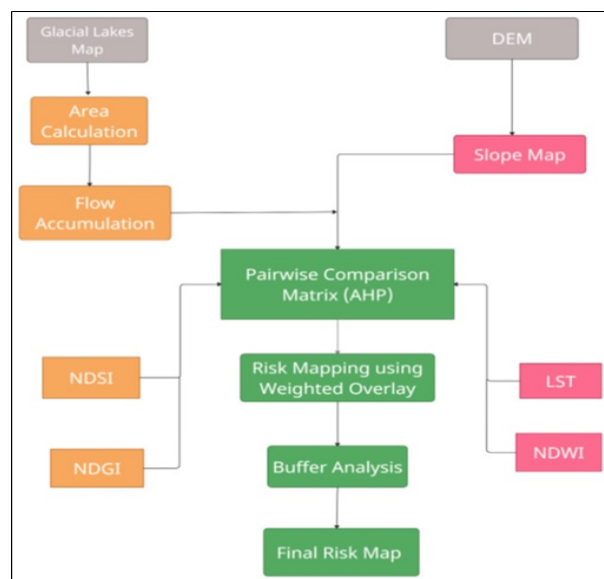 Glacial Lakes
Map
DEM
Area
Calculation
Slope Map
Flow
Accumulation
Pairwise Comparison
Matrix (AHP)
NDSI
Risk Mapping using
Weighted Overlay
LST
NDGI
Buffer Analysis
NDWI
Final Risk Map